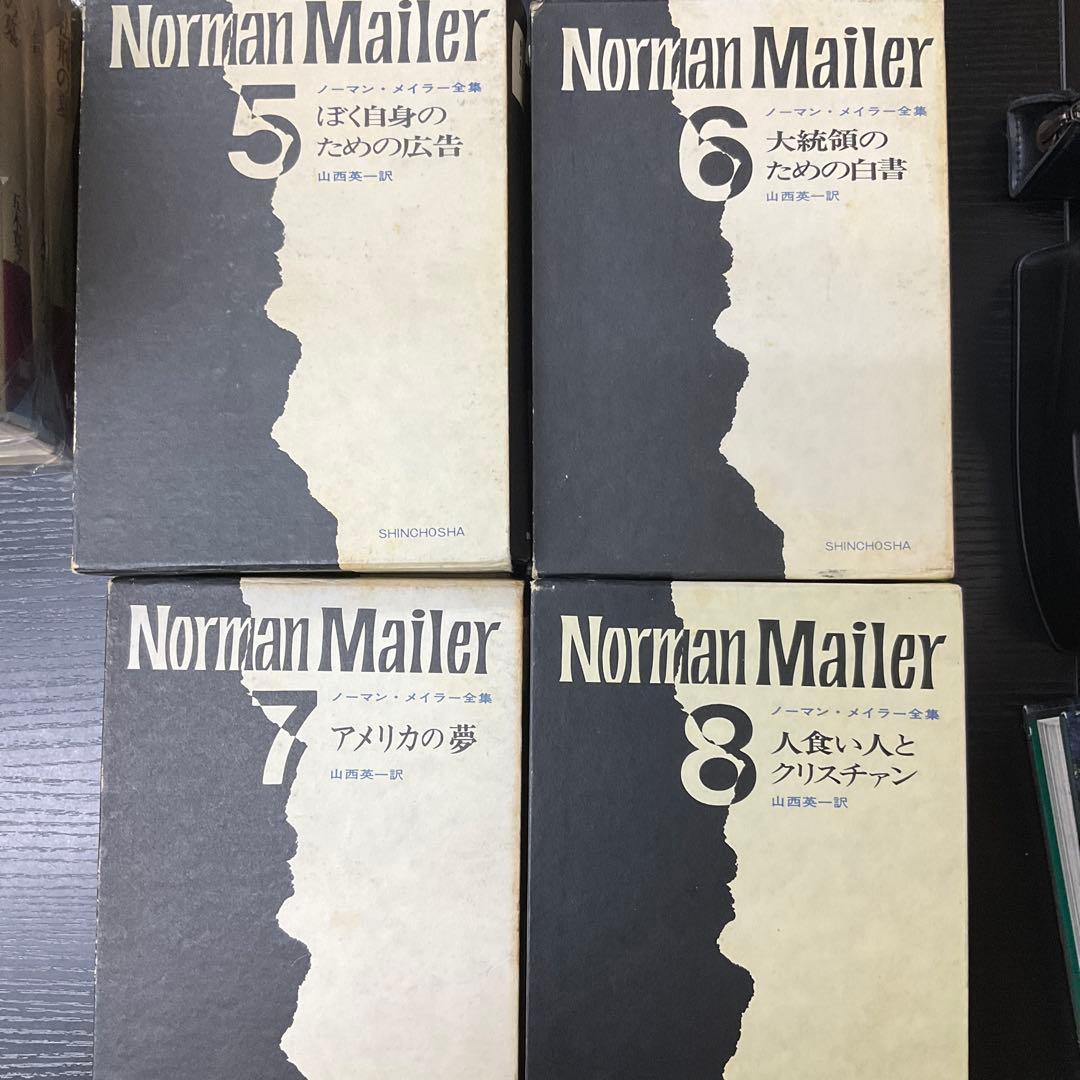 Norman Mailer
5
ノーマン・メイラー全集
ぼく自身の
ための広告
山西英一訳
SHINCHOSHA
Norman Mailer
6
ノーマン・メイラー全集
大統領の
ための白書
山西英一訳
SHINCHOSHA
Norman Mailer
7
ノーマン・メイラー全集
アメリカの夢
山西英一訳
Norman Mailer
8
ノーマン・メイラー全集
人食い人と
クリスチァン
山西英一訳